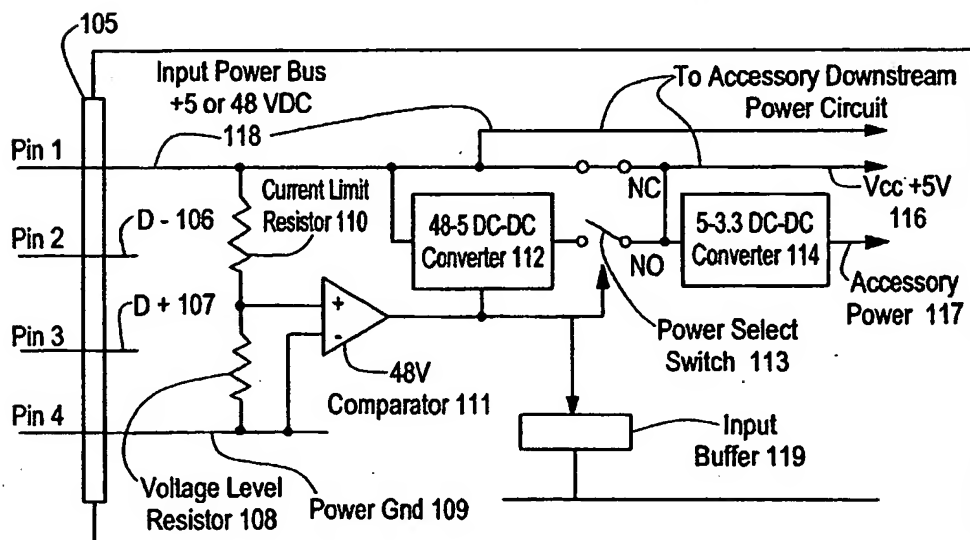 105
Input Power Bus
+5 or 48 VDC
118
To Accessory Downstream
Power Circuit
Pin 1
NC
Vcc +5V
116
Current Limit
Resistor 110
48-5 DC-DC
Converter 112
5-3.3 DC-DC
Converter 114
D - 106
Pin 2
NO
Accessory
Power 117
D + 107
+
-
Pin 3
Power Select
Switch 113
48V
Comparator 111
Pin 4
Input
Buffer 119
Voltage Level
Resistor 108
Power Gnd 109